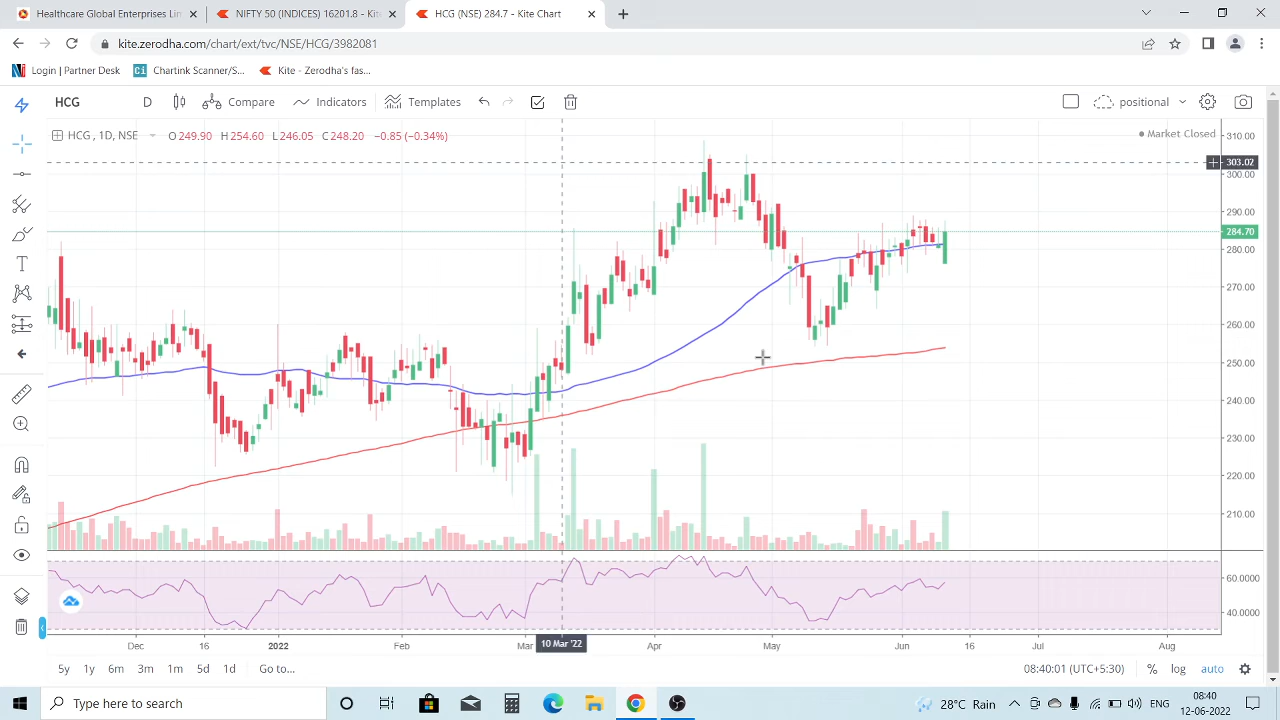 Healthcare Global Enterprises Lin
NIFTY 50 (INDICES) 16201.8 - Kite
HCG (NSE) 284.7 - Kite Chart
kite.zerodha.com/chart/ext/tvc/NSE/HCG/3982081
Login | Partner Desk
Chartink Scanner/S...
Kite - Zerodha's fas...
HCG
D
Compare
Indicators
Templates
positional
HCG , 1D, NSE O249.90 H254.60 L246.05 C248.20 −0.85 (−0.34%)
Market Closed
310.00
303.02
300.00
290.00
284.70
280.00
270.00
260.00
250.00
240.00
230.00
220.00
210.00
60.0000
40.0000
Dec 16 2022 Feb Mar 10 Mar '22 Apr May Jun 16 Jul Aug
5y 1y 6m 3m 1m 5d 1d Go to...
08:40:01 (UTC+5:30) % log auto
Type here to search
28°C Rain
ENG
08:40
12-06-2022